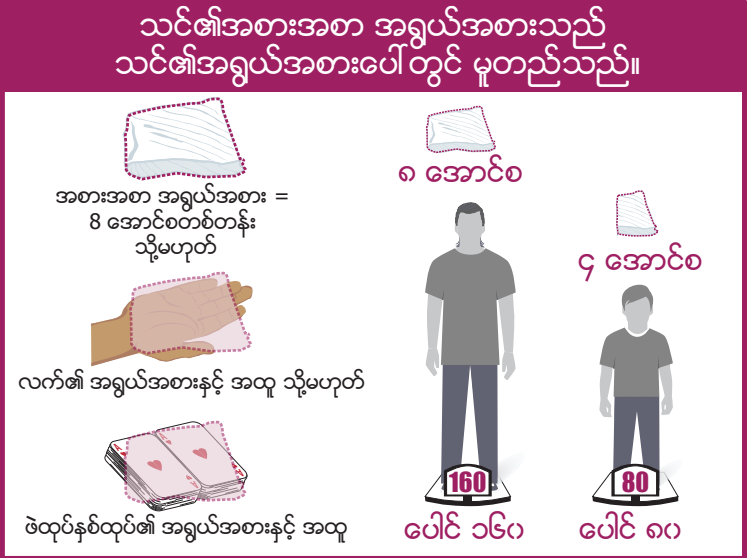 သင်၏အစားအစာ အရွယ်အစားသည်
သင်၏အရွယ်အစားပေါ်တွင် မူတည်သည်။
အစားအစာ အရွယ်အစား =
8 အောင်စတစ်တန်း
သို့မဟုတ်
လက်၏ အရွယ်အစားနှင့် အထူ သို့မဟုတ်
ဖဲထုပ်နှစ်ထုပ်၏ အရွယ်အစားနှင့် အထူ
၈ အောင်စ
၄ အောင်စ
160
80
ပေါင် ၁၆၀
ပေါင် ၈၀